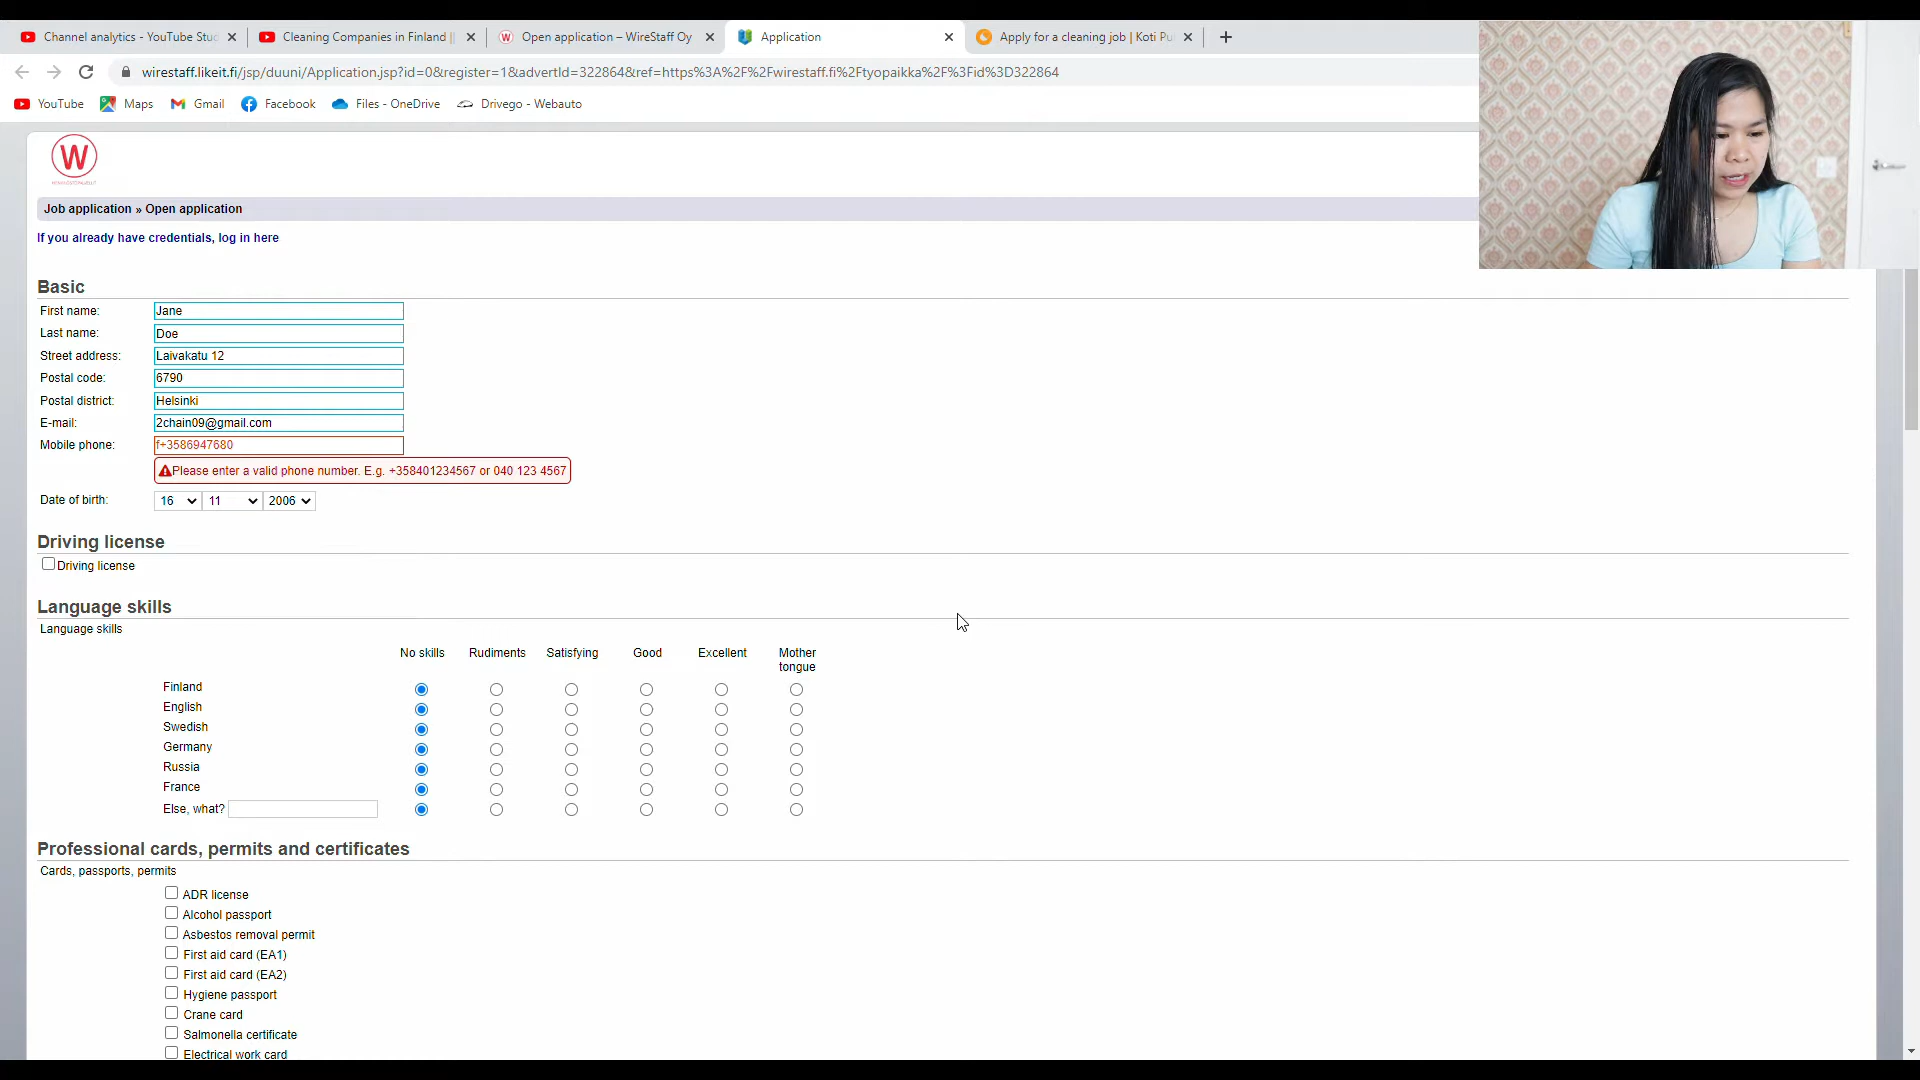 Channel analytics - YouTube Stud
Cleaning Companies in Finland ||
Open application – WireStaff Oy
Application
Apply for a cleaning job | Koti Pu
wirestaff.likeit.fi/jsp/duuni/Application.jsp?id=0&register=1&advertId=322864&ref=https%3A%2F%2Fwirestaff.fi%2Ftyopaikka%2F%3Fid%3D322864
YouTube
Maps
Gmail
Facebook
Files - OneDrive
Drivego - Webauto
W
Job application » Open application
If you already have credentials, log in here
Basic
First name: Jane
Last name: Doe
Street address: Laivakatu 12
Postal code: 6790
Postal district: Helsinki
E-mail: 2chain09@gmail.com
Mobile phone: f+3586947680
Please enter a valid phone number. E.g. +358401234567 or 040 123 4567
Date of birth: 16 11 2006
Driving license
Driving license
Language skills
Language skills
No skills Rudiments Satisfying Good Excellent Mother tongue
Finland
English
Swedish
Germany
Russia
France
Else, what?
Professional cards, permits and certificates
Cards, passports, permits
ADR license
Alcohol passport
Asbestos removal permit
First aid card (EA1)
First aid card (EA2)
Hygiene passport
Crane card
Salmonella certificate
Electrical work card